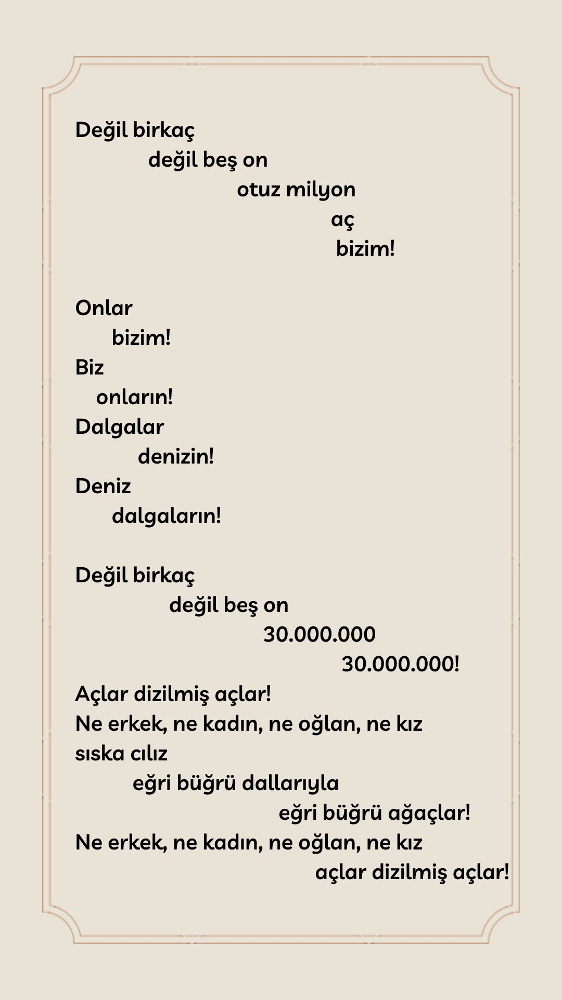 Değil birkaç
değil beş on
otuz milyon
aç
bizim!
Onlar
bizim!
Biz
onların!
Dalgalar
denizin!
Deniz
dalgaların!
Değil birkaç
değil beş on
30.000.000
30.000.000!
Açlar dizilmiş açlar!
Ne erkek, ne kadın, ne oğlan, ne kız
sıska cılız
eğri büğrü dallarıyla
eğri büğrü ağaçlar!
Ne erkek, ne kadın, ne oğlan, ne kız
açlar dizilmiş açlar!